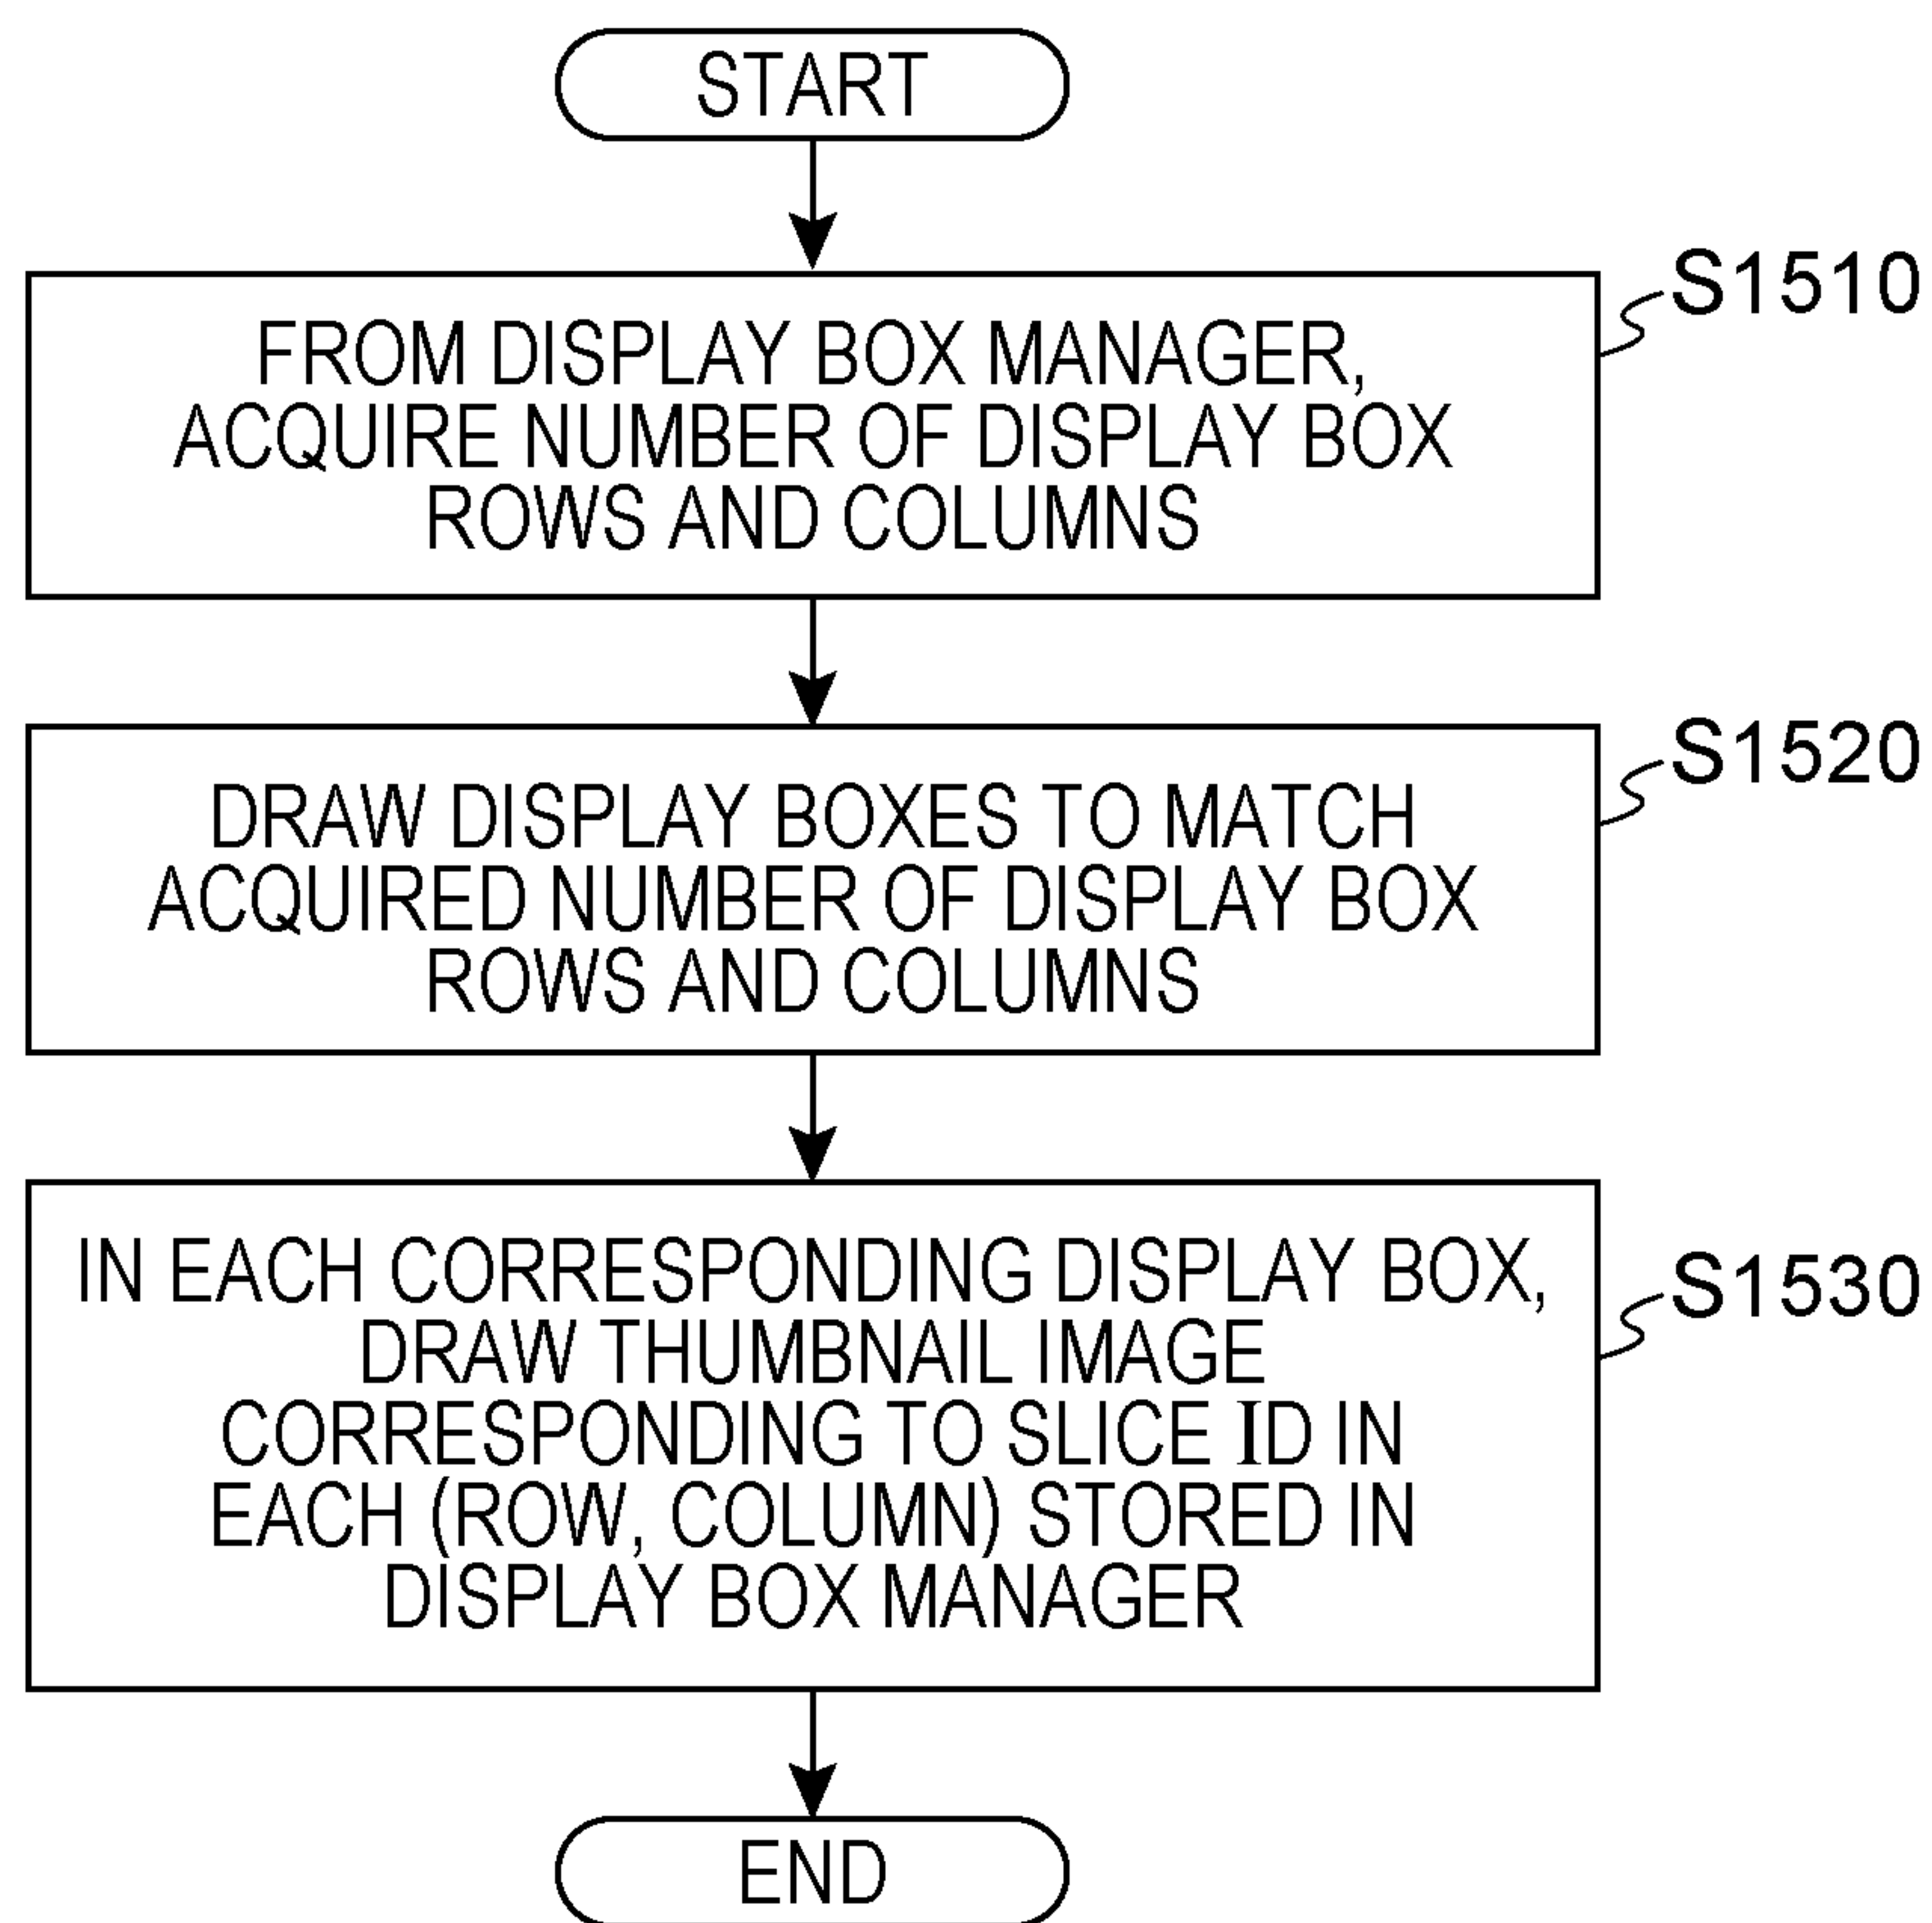 START
S1510
FROM DISPLAY BOX MANAGER,
ACQUIRE NUMBER OF DISPLAY BOX
ROWS AND COLUMNS
S1520
DRAW DISPLAY BOXES TO MATCH
ACQUIRED NUMBER OF DISPLAY BOX
ROWS AND COLUMNS
S1530
IN EACH CORRESPONDING DISPLAY BOX,
DRAW THUMBNAIL IMAGE
CORRESPONDING TO SLICE ID IN
EACH (ROW, COLUMN) STORED IN
DISPLAY BOX MANAGER
END